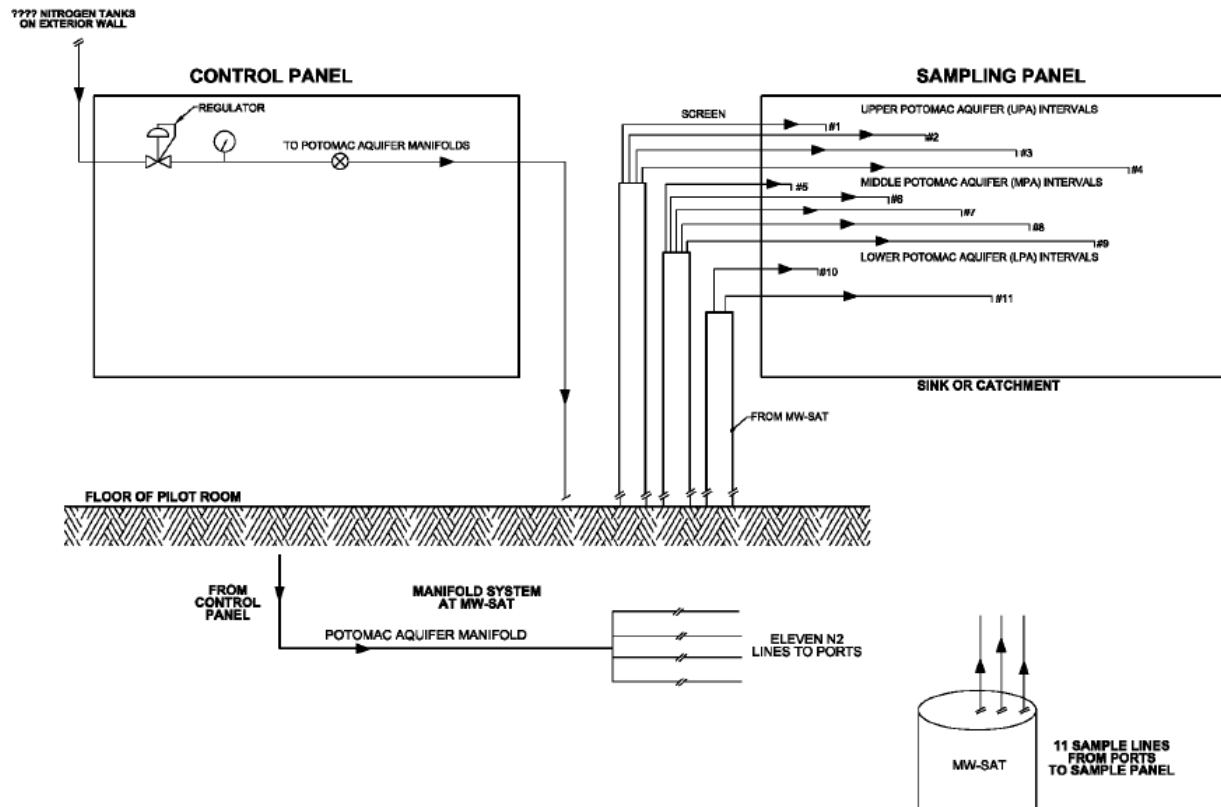 ???? NITROGEN TANKS
ON EXTERIOR WALL
CONTROL PANEL
REGULATOR
TO POTOMAC AQUIFER MANIFOLDS
SAMPLING PANEL
UPPER POTOMAC AQUIFER (UPA) INTERVALS
SCREEN
#1
#2
#3
#4
MIDDLE POTOMAC AQUIFER (MPA) INTERVALS
#5
#6
#7
#8
#9
LOWER POTOMAC AQUIFER (LPA) INTERVALS
#10
#11
SINK OR CATCHMENT
FROM MW-SAT
FLOOR OF PILOT ROOM
FROM
CONTROL
PANEL
MANIFOLD SYSTEM
AT MW-SAT
POTOMAC AQUIFER MANIFOLD
ELEVEN N2
LINES TO PORTS
MW-SAT
11 SAMPLE LINES
FROM PORTS
TO SAMPLE PANEL